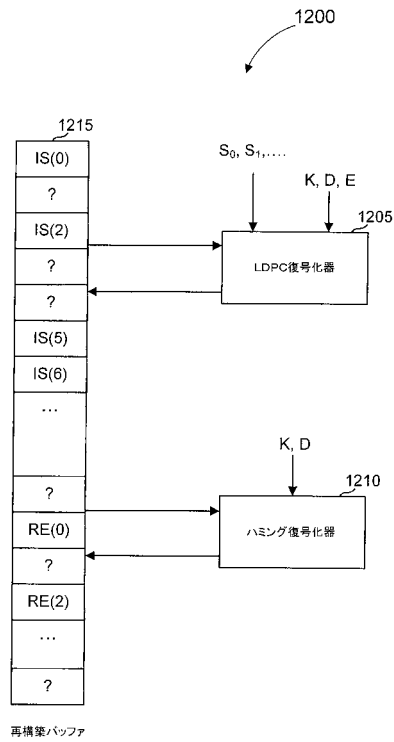 1200
1215
IS(0)
?
IS(2)
?
?
IS(5)
IS(6)
...
?
RE(0)
?
RE(2)
...
?
再構築バッファ
S₀, S₁,....
K, D, E
1205
LDPC復号化器
K, D
1210
ハミング復号化器